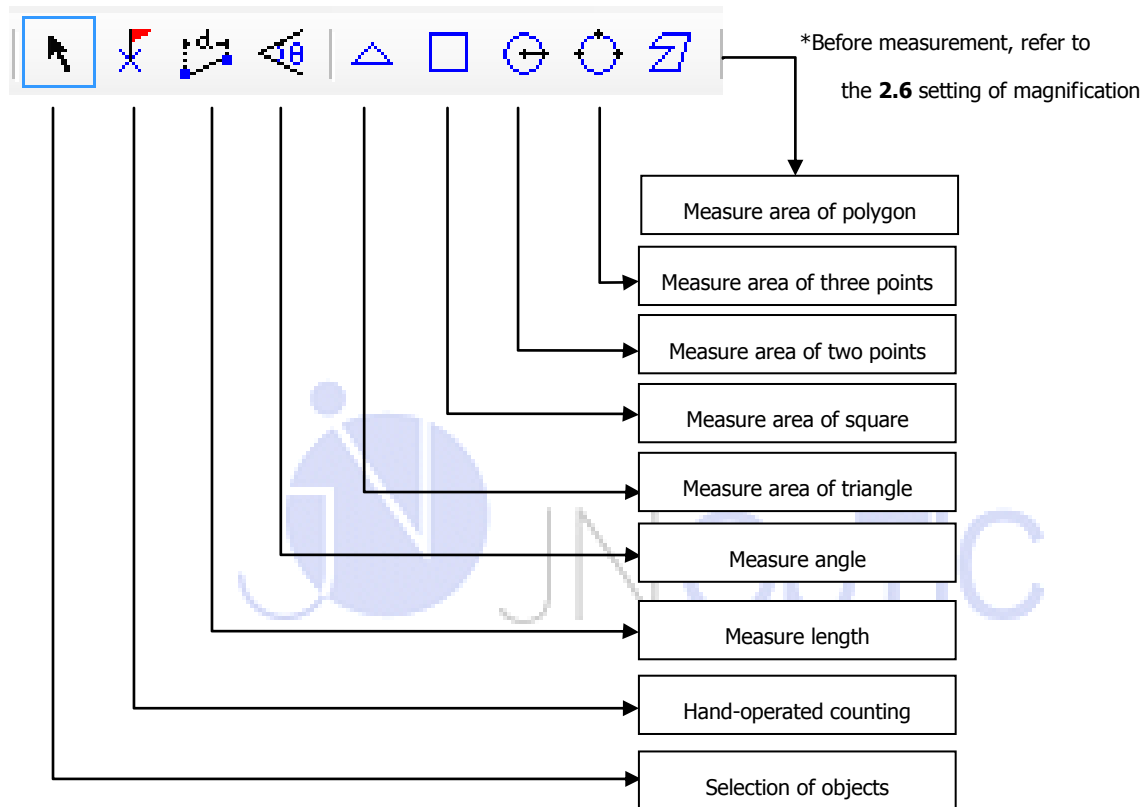 d
θ
*Before measurement, refer to
the 2.6 setting of magnification
Measure area of polygon
Measure area of three points
Measure area of two points
Measure area of square
Measure area of triangle
Measure angle
Measure length
Hand-operated counting
Selection of objects
JN OPTIC